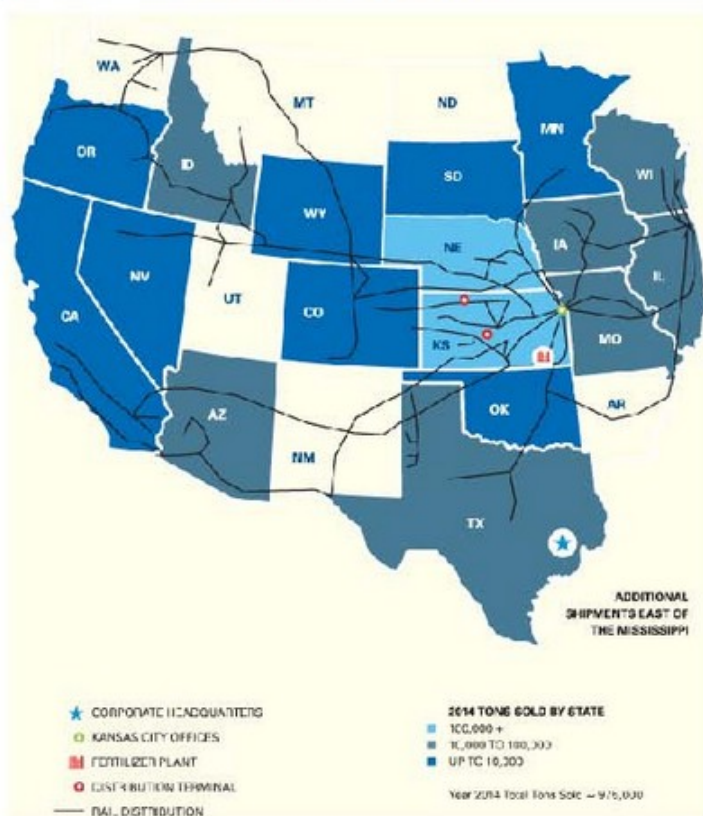 WA
MT
ND
MN
OR
ID
SD
WI
WY
NE
IA
IL
NV
UT
CO
CA
KS
MO
AZ
NM
OK
AR
TX
ADDITIONAL
SHIPMENTS EAST OF
THE MISSISSIPPI
CORPORATE HEADQUARTERS
KANSAS CITY OFFICES
FERTILIZER PLANT
DISTRIBUTION TERMINAL
RAIL DISTRIBUTION
2014 TONS SOLD BY STATE
100,000 +
10,000 TO 100,000
UP TO 10,000
Year 2014 Total Tons Sold — 976,000